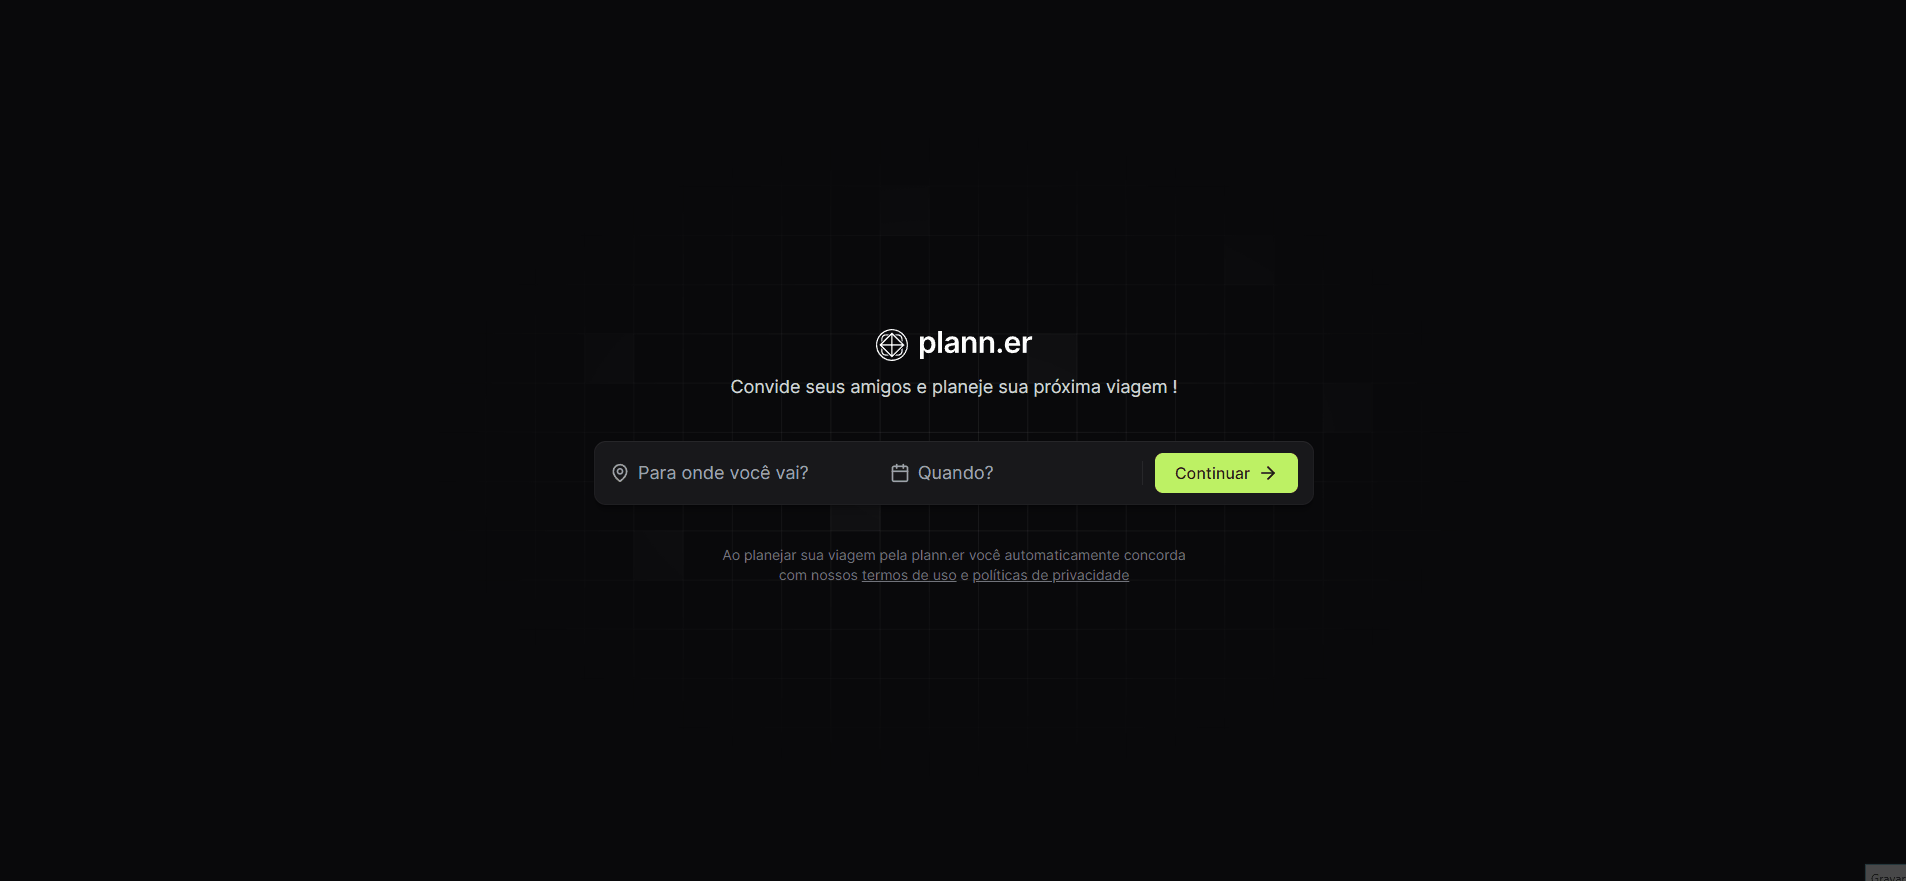 plann.er
Convide seus amigos e planeje sua próxima viagem !
Para onde você vai?
Quando?
Continuar
Ao planejar sua viagem pela plann.er você automaticamente concorda
com nossos termos de uso e políticas de privacidade